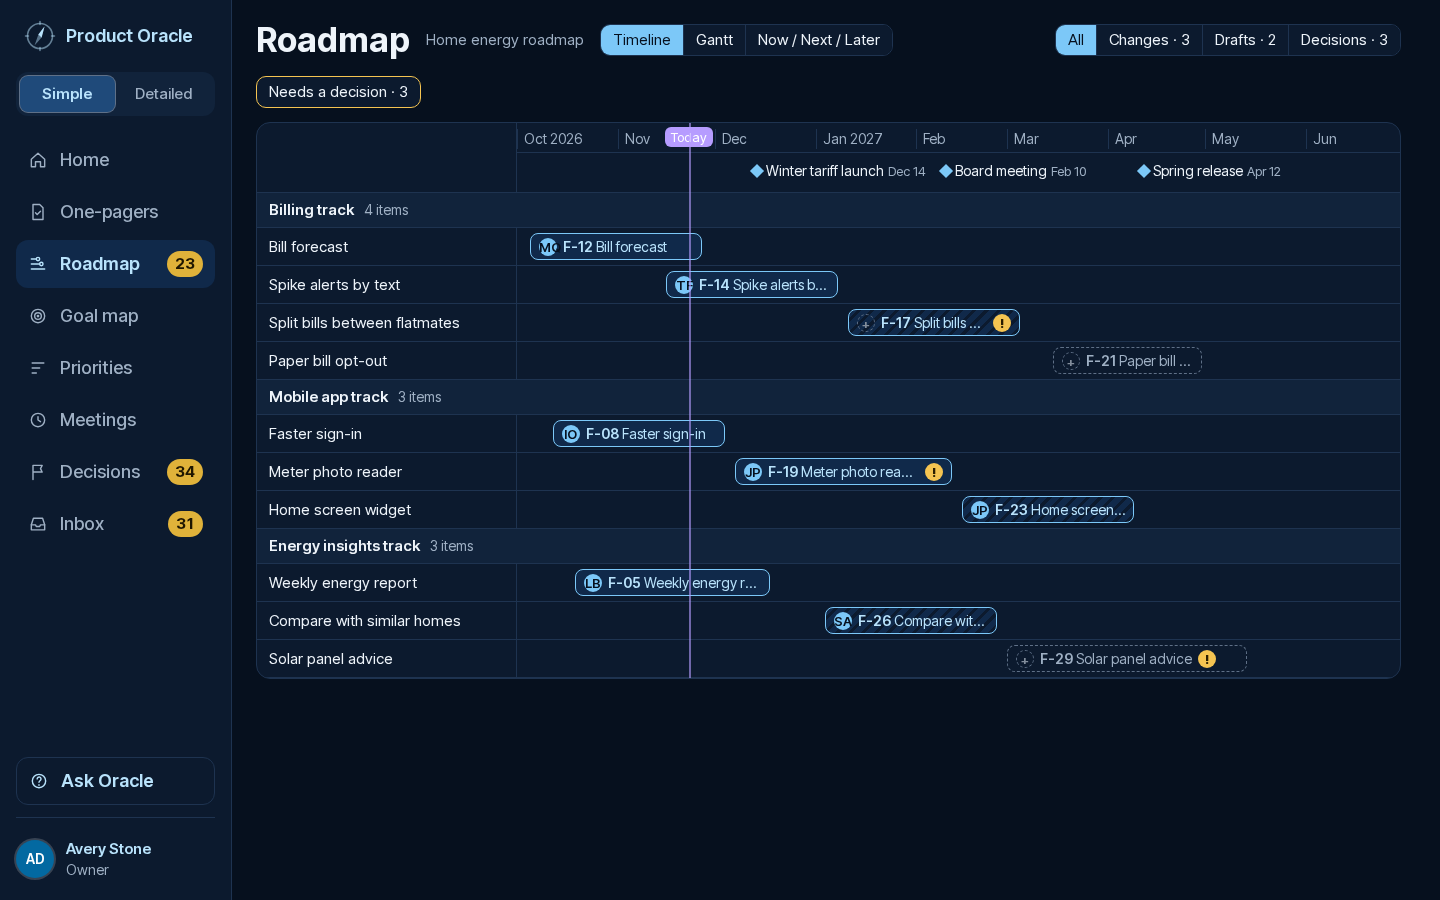 Product Oracle
Simple Detailed
Home
One-pagers
Roadmap 23
Goal map
Priorities
Meetings
Decisions 34
Inbox 31
Ask Oracle
AD Avery Stone
Owner
Roadmap Home energy roadmap Timeline Gantt Now / Next / Later All Changes · 3 Drafts · 2 Decisions · 3
Needs a decision · 3
Oct 2026 Nov Today Dec Jan 2027 Feb Mar Apr May Jun
Winter tariff launch Dec 14 Board meeting Feb 10 Spring release Apr 12
Billing track 4 items
Bill forecast F-12 Bill forecast
Spike alerts by text F-14 Spike alerts b...
Split bills between flatmates + F-17 Split bills ... !
Paper bill opt-out + F-21 Paper bill ...
Mobile app track 3 items
Faster sign-in IO F-08 Faster sign-in
Meter photo reader JP F-19 Meter photo rea... !
Home screen widget JP F-23 Home screen...
Energy insights track 3 items
Weekly energy report LB F-05 Weekly energy r...
Compare with similar homes SA F-26 Compare wit...
Solar panel advice + F-29 Solar panel advice !